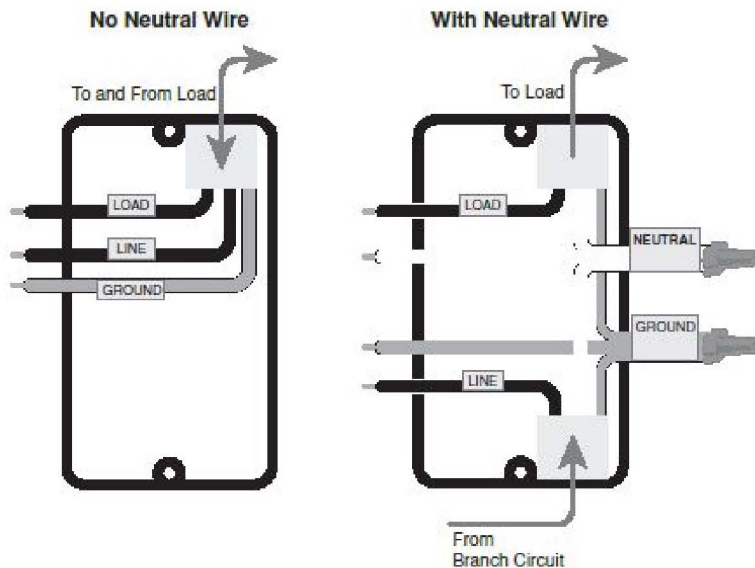 No Neutral Wire
To and From Load
LOAD
LINE
GROUND
With Neutral Wire
To Load
LOAD
NEUTRAL
GROUND
LINE
From
Branch Circuit